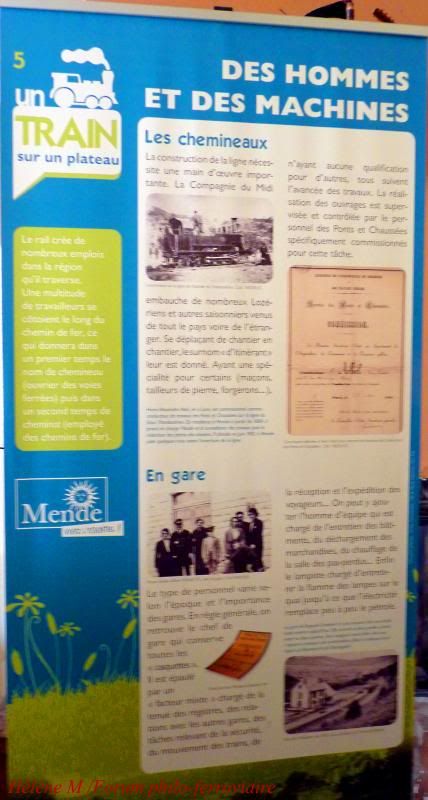 5
un
TRAIN
sur un plateau
DES HOMMES
ET DES MACHINES
Le rail crée de
nombreux emplois
dans la région
qu'il traverse.
Une multitude
de travailleurs se
côtoient le long du
chemin de fer, ce
qui donnera dans
un premier temps le
nom de chemineau
(ouvrier des voies
ferrées) puis dans
un second temps de
cheminot (employé
des chemins de fer).
Mende
Les chemineaux
La construction de la ligne néces-
site une main d'œuvre impor-
tante. La Compagnie du Midi
embauche de nombreux Lozé-
riens et autres saisonniers venus
de tout le pays voire de l'étran-
ger. Se déplaçant de chantier en
chantier, le surnom « d'itinérant »
leur est donné. Ayant une spé-
cialité pour certains (maçons,
tailleurs de pierre, forgerons...),
n'ayant aucune qualification
pour d'autres, tous suivent
l'avancée des travaux. La réali-
sation des ouvrages est super-
visée et contrôlée par le per-
sonnel des Ponts et Chaussées
spécifiquement commissionnés
pour cette tâche.
En gare
Le type de personnel varie se-
lon l'époque et l'importance
des gares. En règle générale, on
retrouve le chef de
gare qui conserve
toutes les
« casquettes ».
Il est épaulé
par un
« facteur mixte » chargé de la
tenue des registres, des rela-
tions avec les autres gares, des
tâches relevant de la sécurité,
du mouvement des trains, de
la réception et l'expédition des
voyageurs... On peut y ajou-
ter l'homme d'équipe qui est
chargé de l'entretien des bâti-
ments, du déchargement des
marchandises, du chauffage de
la salle des pas-perdus... Enfin
le lampiste chargé d'entrete-
nir la flamme des lampes sur le
quai jusqu'à ce que l'électricité
remplace peu à peu le pétrole.
Hélène M /Forum philo-ferroviaire